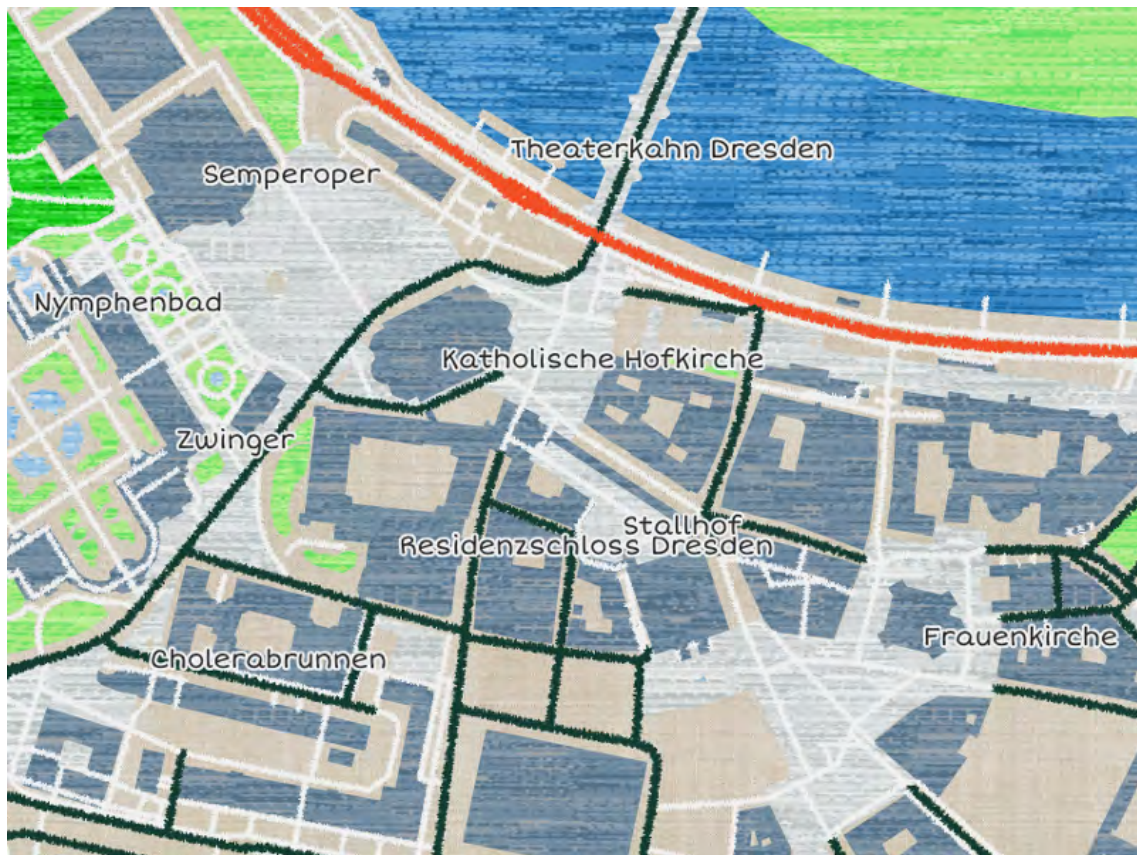 Theaterkahn Dresden
Semperoper
Nymphenbad
Katholische Hofkirche
Zwinger
Stallhof
Residenzschloss Dresden
Frauenkirche
Cholerabrunnen